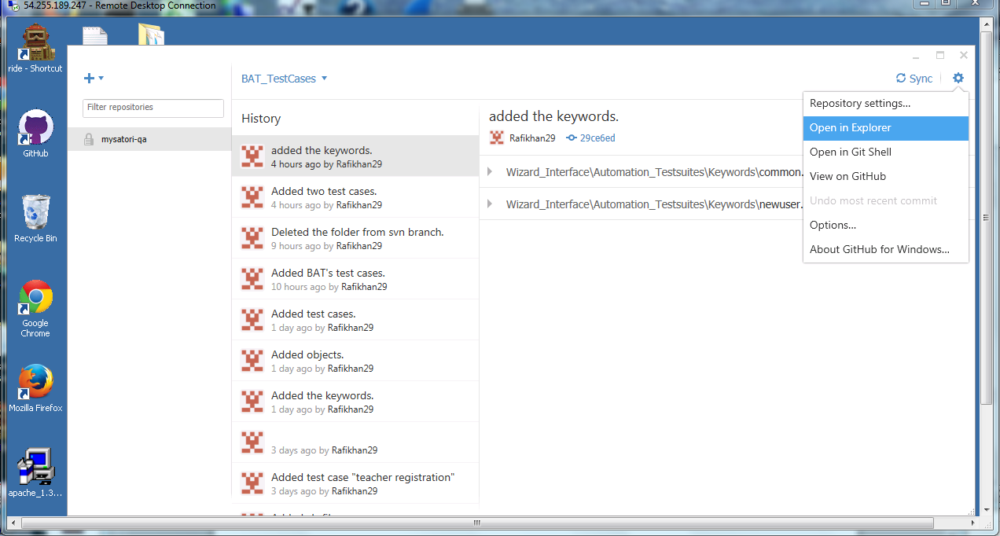 54.255.189.247 - Remote Desktop Connection
ride - Shortcut
GitHub
Recycle Bin
Google
Chrome
Mozilla Firefox
apache_1.3...
Filter repositories
mysatori-qa
BAT_TestCases
Sync
History
added the keywords.
4 hours ago by Rafikhan29
Added two test cases.
4 hours ago by Rafikhan29
Deleted the folder from svn branch.
9 hours ago by Rafikhan29
Added BAT's test cases.
10 hours ago by Rafikhan29
Added test cases.
1 day ago by Rafikhan29
Added objects.
1 day ago by Rafikhan29
Added the keywords.
1 day ago by Rafikhan29
3 days ago by Rafikhan29
Added test case "teacher registration"
3 days ago by Rafikhan29
added the keywords.
Rafikhan29 29ce6ed
Wizard_Interface\Automation_Testsuites\Keywords\common.
Wizard_Interface\Automation_Testsuites\Keywords\newuser.
Repository settings...
Open in Explorer
Open in Git Shell
View on GitHub
Undo most recent commit
Options...
About GitHub for Windows...